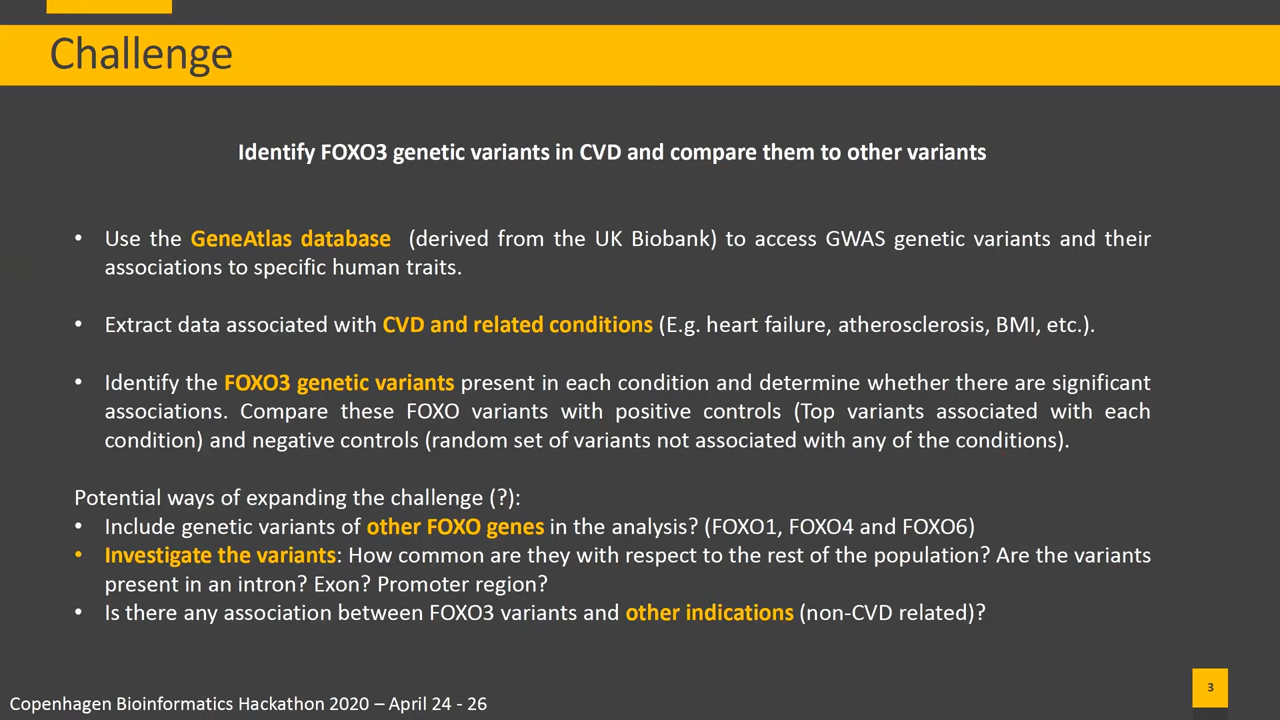 Challenge
Identify FOXO3 genetic variants in CVD and compare them to other variants
• Use the GeneAtlas database (derived from the UK Biobank) to access GWAS genetic variants and their
associations to specific human traits.
• Extract data associated with CVD and related conditions (E.g. heart failure, atherosclerosis, BMI, etc.).
• Identify the FOXO3 genetic variants present in each condition and determine whether there are significant
associations. Compare these FOXO variants with positive controls (Top variants associated with each
condition) and negative controls (random set of variants not associated with any of the conditions).
Potential ways of expanding the challenge (?):
• Include genetic variants of other FOXO genes in the analysis? (FOXO1, FOXO4 and FOXO6)
• Investigate the variants: How common are they with respect to the rest of the population? Are the variants
present in an intron? Exon? Promoter region?
• Is there any association between FOXO3 variants and other indications (non-CVD related)?
3
Copenhagen Bioinformatics Hackathon 2020 – April 24 - 26